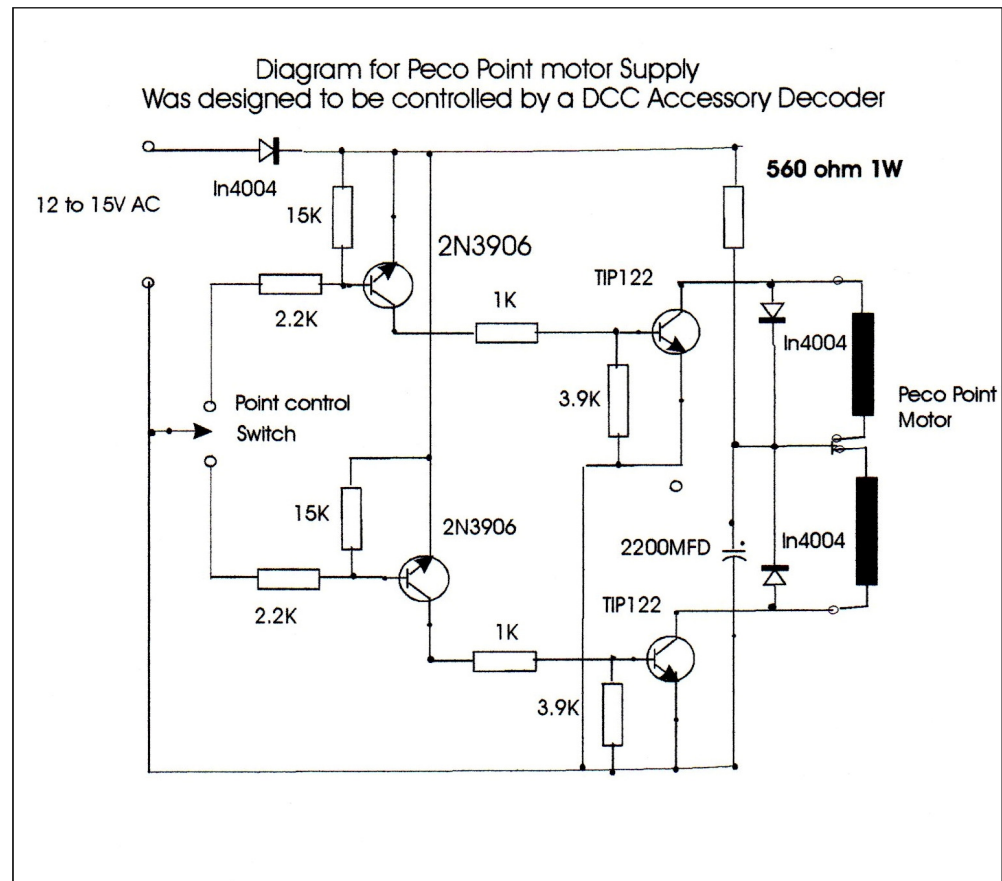 Diagram for Peco Point motor Supply
Was designed to be controlled by a DCC Accessory Decoder
In4004
560 ohm 1W
12 to 15V AC
15K
2N3906
TIP122
2.2K
1K
In4004
Point control
Switch
3.9K
Peco Point
Motor
15K
2N3906
2200MFD
In4004
2.2K
TIP122
1K
3.9K